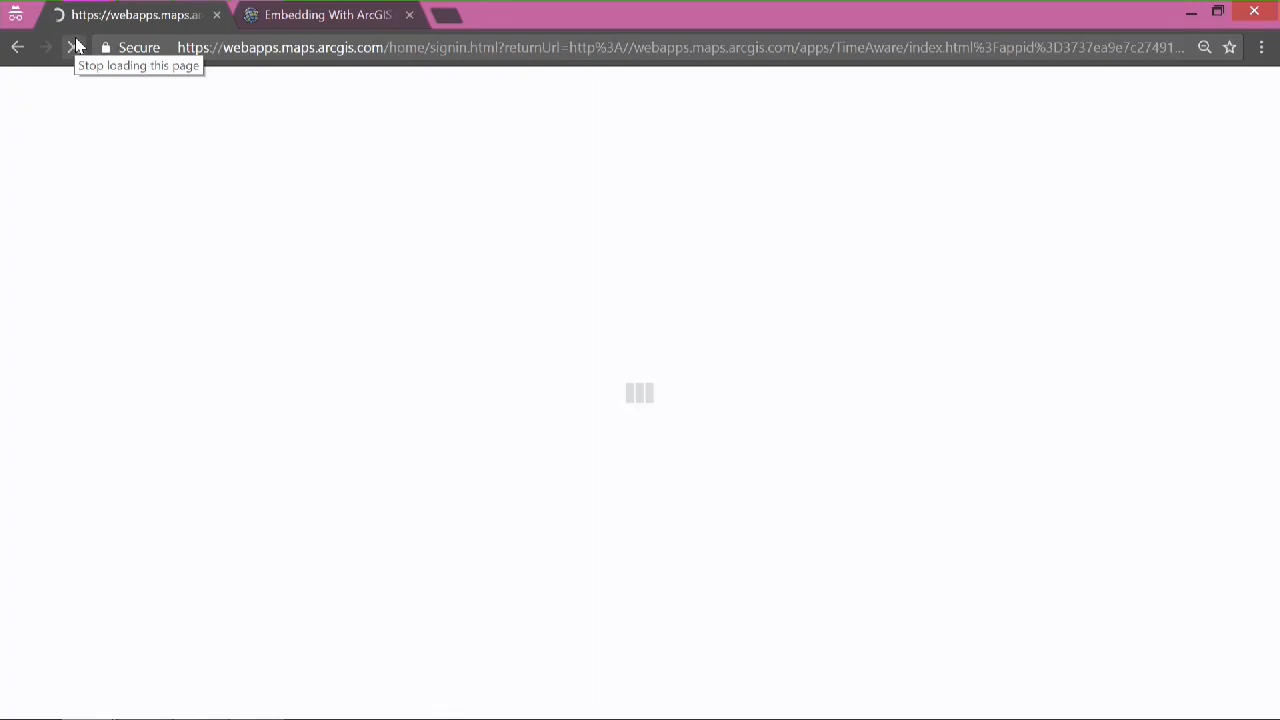 https://webapps.maps.a
Embedding With ArcGIS
Secure
https://webapps.maps.arcgis.com/home/signin.html?returnUrl=http%3A//webapps.maps.arcgis.com/apps/TimeAware/index.html%3Fappid%3D3737ea9e7c27491...
Stop loading this page